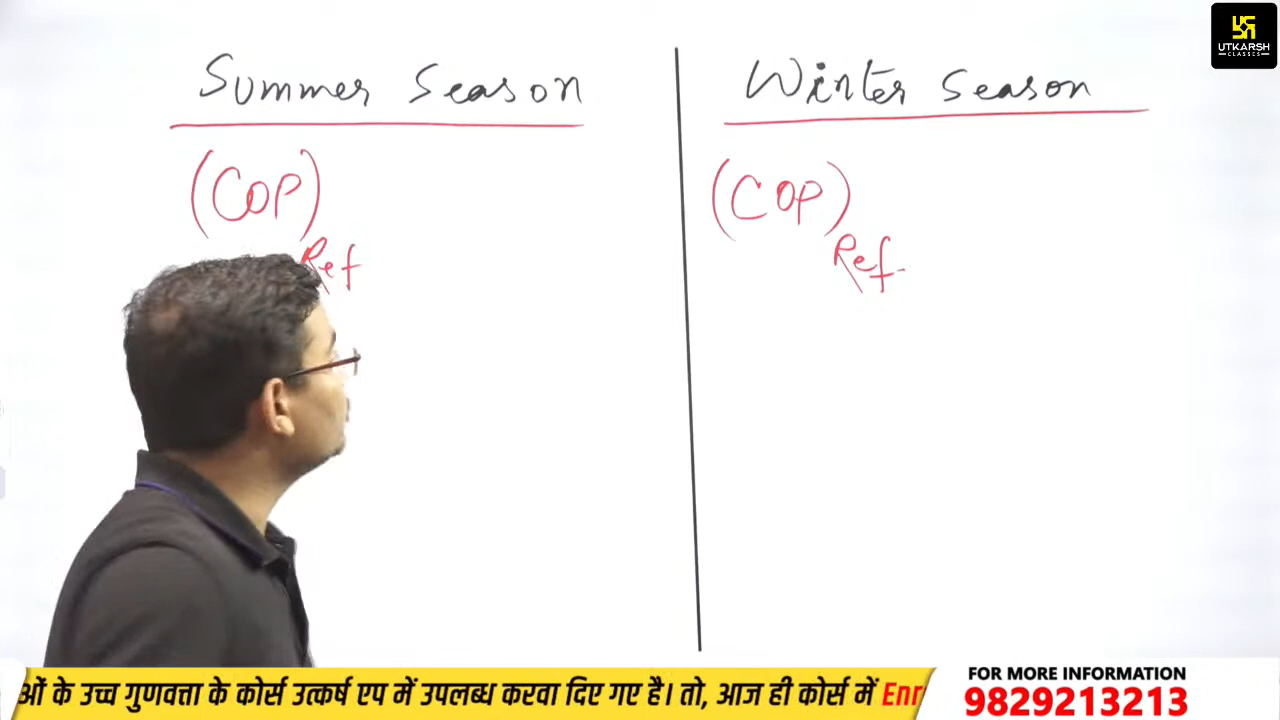 UTKARSH
CLASSES
Summer Season
Winter Season
(COP)
Ref
(COP)
Ref.
ओं के उच्च गुणवत्ता के कोर्स उत्कर्ष एप में उपलब्ध करवा दिए गए है। तो, आज ही कोर्स में Enr
FOR MORE INFORMATION
9829213213